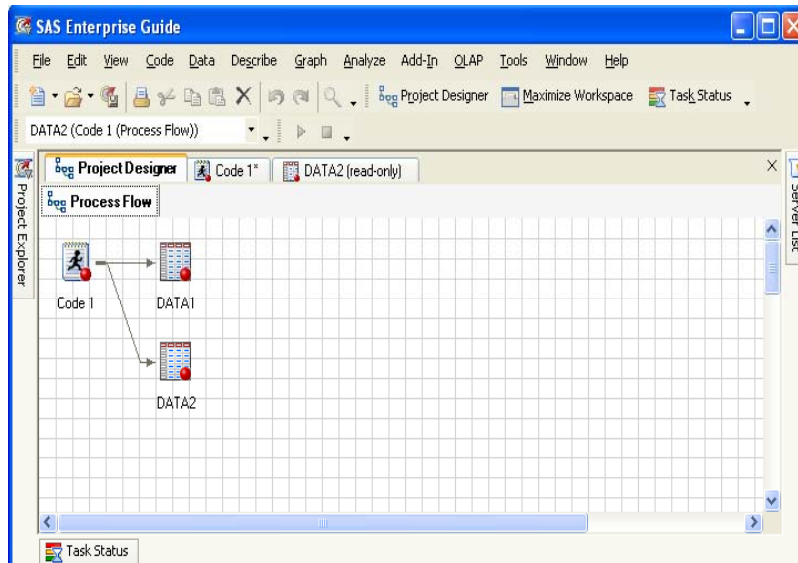 SAS Enterprise Guide
File Edit View Code Data Describe Graph Analyze Add-In OLAP Tools Window Help
Project Designer Maximize Workspace Task Status
DATA2 (Code 1 (Process Flow))
Project Designer Code 1* DATA2 (read-only)
Process Flow
Project Explorer
Server List
Code 1 DATA1
DATA2
Task Status